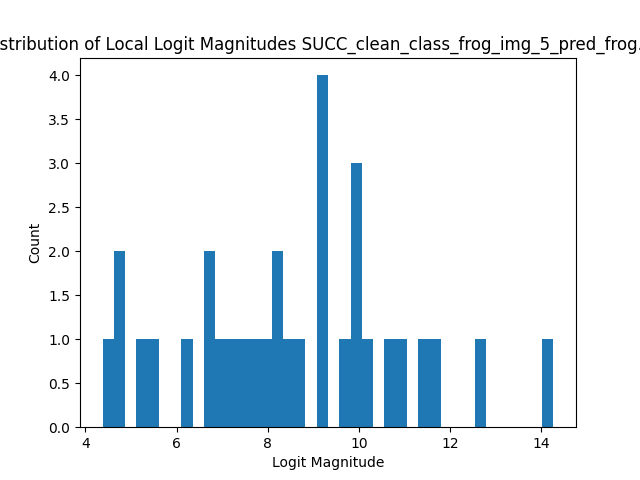 stribution of Local Logit Magnitudes SUCC_clean_class_frog_img_5_pred_frog.
4.0
3.5
3.0
2.5
2.0
1.5
1.0
0.5
0.0
Count
4 6 8 10 12 14
Logit Magnitude